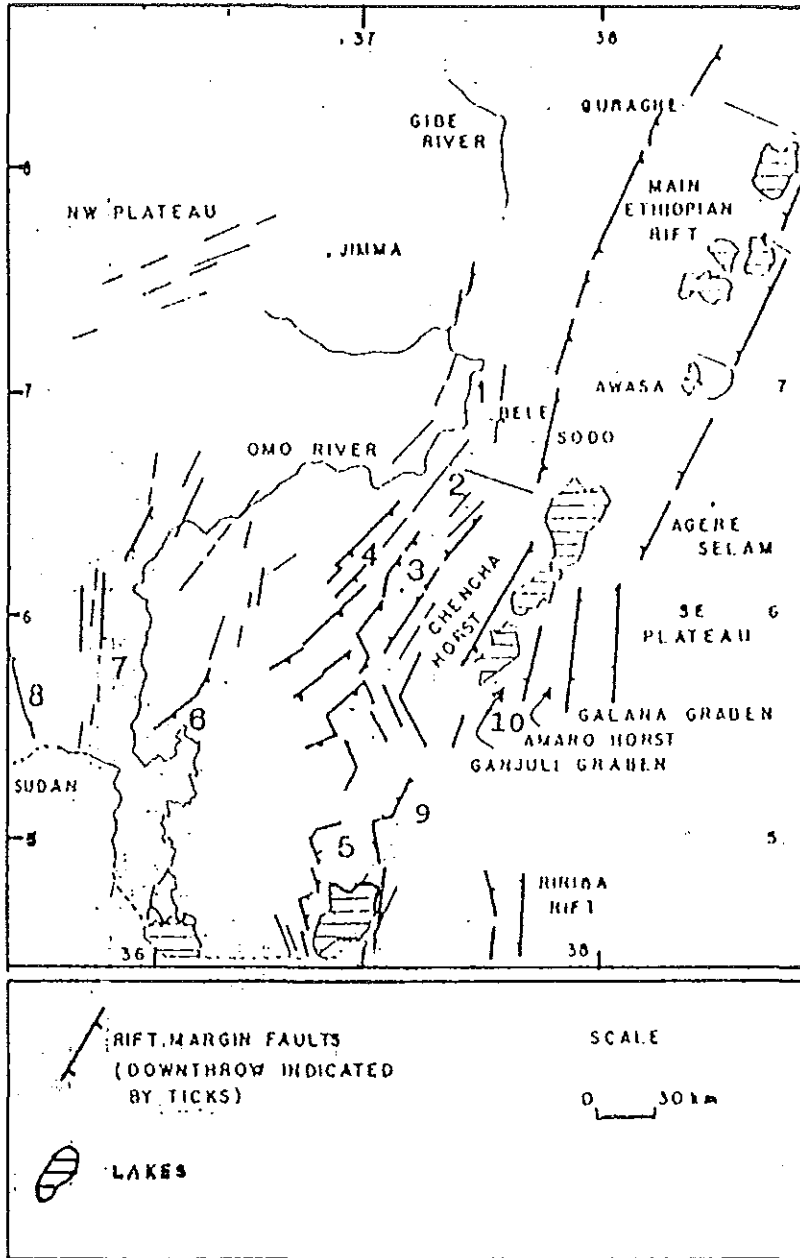 37
38
GURAGHE
GIBE
RIVER
8
MAIN
ETHIOPIAN
RIFT
NW PLATEAU
JIMMA
7
AWASA
7
1
BELE
SODO
OMO RIVER
2
AGERE
SELAM
4
3
CHENCHA
HORST
6
SE
PLATEAU
6
7
8
6
10
GALANA GRABEN
AMARO HORST
GANJULI GRABEN
SUDAN
9
5
5
5
RIRIBA
RIFT
36
38
RIFT MARGIN FAULTS
(DOWNTHROW INDICATED
BY TICKS)
SCALE
0 30 km
LAKES